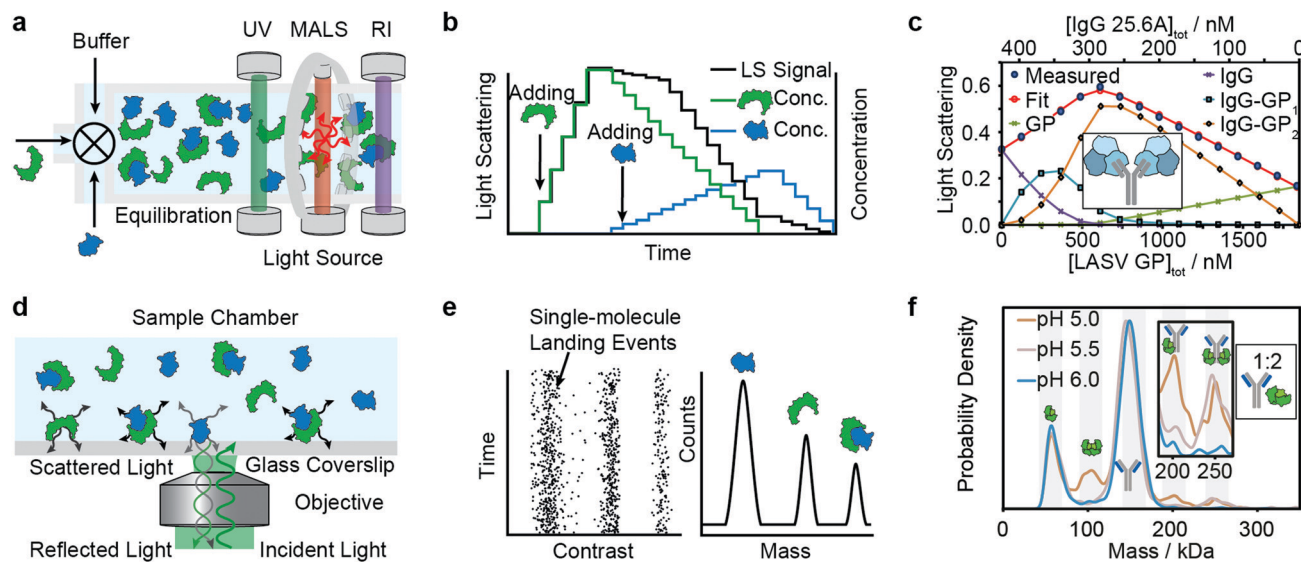 a
UV
MALS
RI
Buffer
Equilibration
Light Source
b
LS Signal
Conc.
Conc.
Adding
Adding
Light Scattering
Concentration
Time
c
[IgG 25.6A]tot / nM
400
300
200
100
0
0.6
0.4
0.2
0.0
Measured
Fit
GP
IgG
IgG-GP1
IgG-GP2
Light Scattering
0
500
1000
1500
[LASV GP]tot / nM
d
Sample Chamber
Scattered Light
Glass Coverslip
Objective
Reflected Light
Incident Light
e
Single-molecule
Landing Events
Time
Contrast
Counts
Mass
f
pH 5.0
pH 5.5
pH 6.0
1:2
200
250
Probability Density
0
100
200
300
Mass / kDa